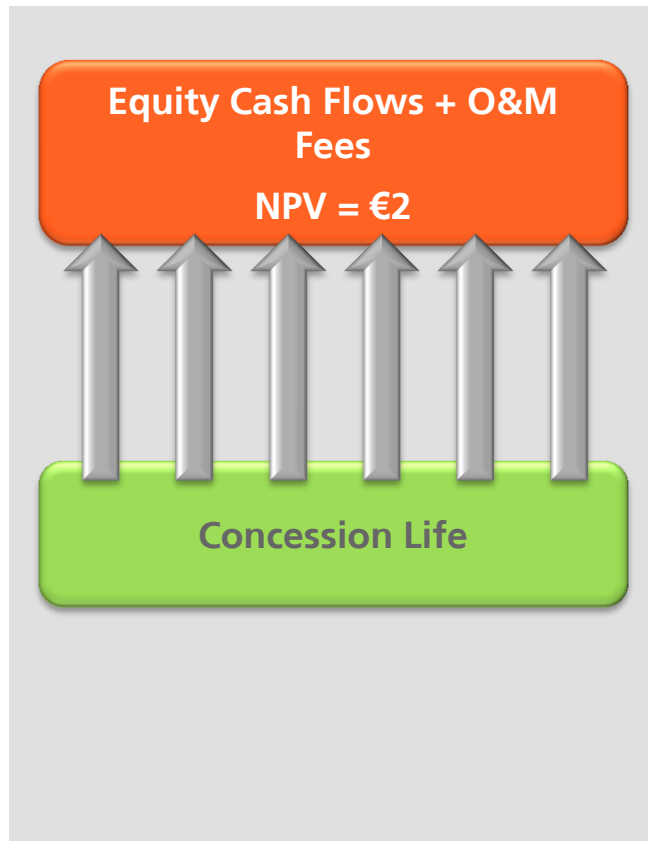 Equity Cash Flows + O&M
Fees
NPV = €2
Concession Life